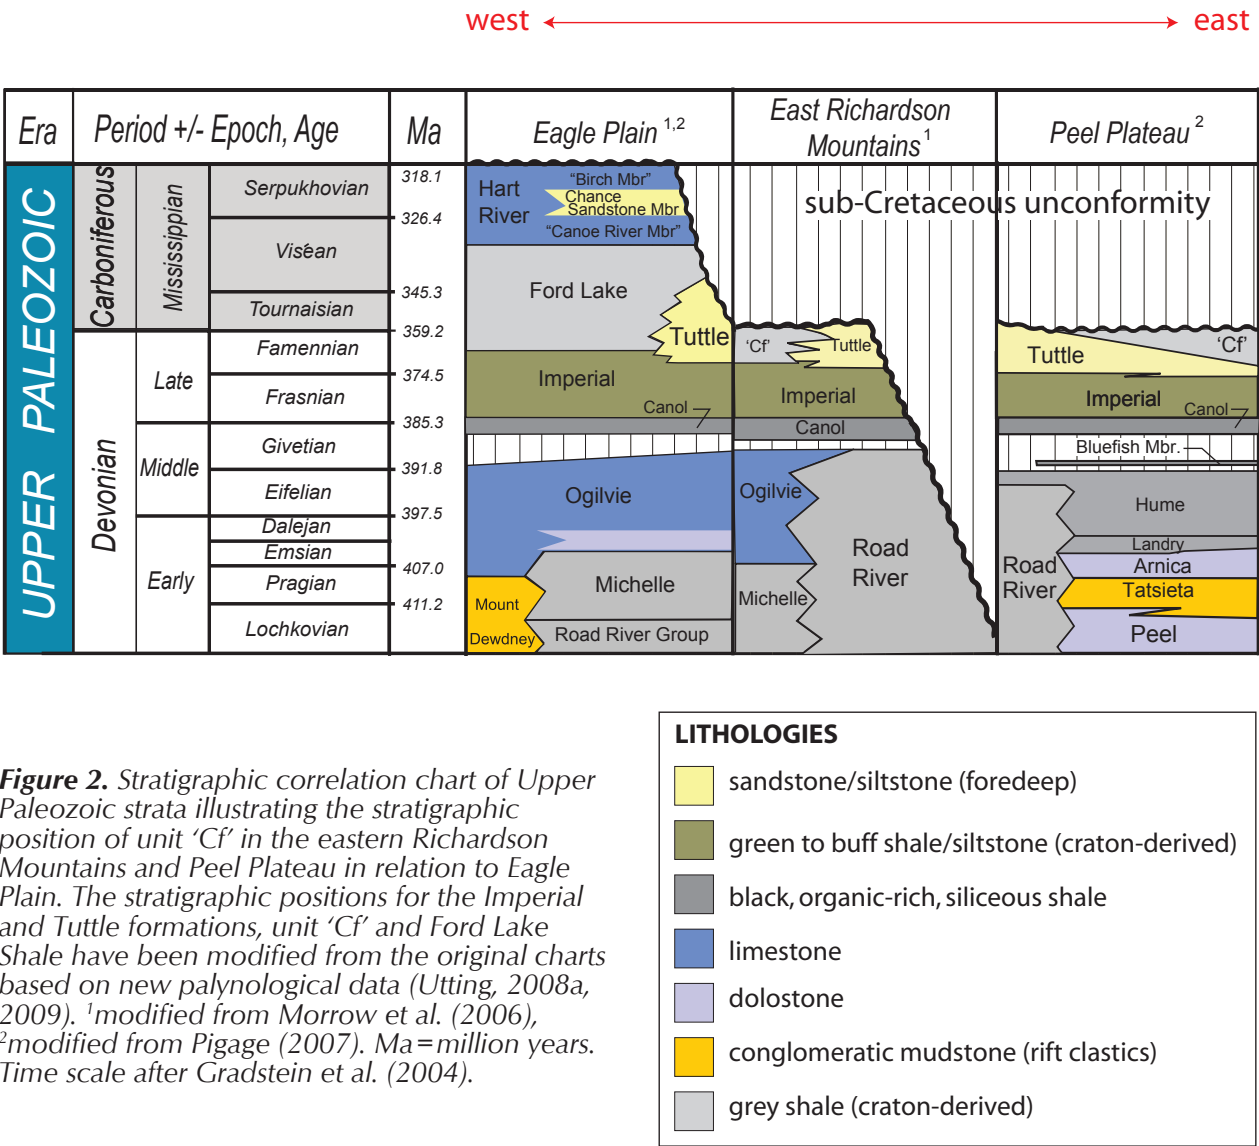 west east
Era Period +/- Epoch, Age Ma Eagle Plain 1,2 East Richardson Mountains 1 Peel Plateau 2
UPPER PALEOZOIC
Carboniferous
Mississippian
Serpukhovian
Viséan
Tournaisian
Devonian
Late
Famennian
Frasnian
Middle
Givetian
Eifelian
Early
Dalejan
Emsian
Pragian
Lochkovian
318.1
326.4
345.3
359.2
374.5
385.3
391.8
397.5
407.0
411.2
Hart
River
"Birch Mbr"
Chance
Sandstone Mbr
"Canoe River Mbr"
Ford Lake
Tuttle
Imperial
Canol
Ogilvie
Michelle
Mount
Dewdney
Road River Group
sub-Cretaceous unconformity
'Cf'
Tuttle
Imperial
Canol
Ogilvie
Michelle
Road
River
Tuttle
'Cf'
Imperial
Canol
Bluefish Mbr.
Hume
Landry
Road
River
Arnica
Tatsieta
Peel
Figure 2. Stratigraphic correlation chart of Upper
Paleozoic strata illustrating the stratigraphic
position of unit 'Cf' in the eastern Richardson
Mountains and Peel Plateau in relation to Eagle
Plain. The stratigraphic positions for the Imperial
and Tuttle formations, unit 'Cf' and Ford Lake
Shale have been modified from the original charts
based on new palynological data (Utting, 2008a,
2009). 1modified from Morrow et al. (2006),
2modified from Pigage (2007). Ma=million years.
Time scale after Gradstein et al. (2004).
LITHOLOGIES
sandstone/siltstone (foredeep)
green to buff shale/siltstone (craton-derived)
black, organic-rich, siliceous shale
limestone
dolostone
conglomeratic mudstone (rift clastics)
grey shale (craton-derived)